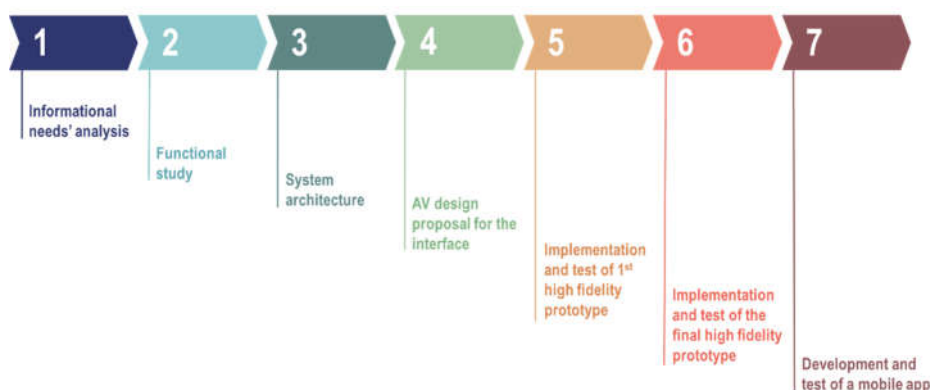 1 2 3 4 5 6 7
Informational
needs' analysis
Functional
study
System
architecture
AV design
proposal for the
interface
Implementation
and test of 1st
high fidelity
prototype
Implementation
and test of the
final high fidelity
prototype
Development and
test of a mobile app